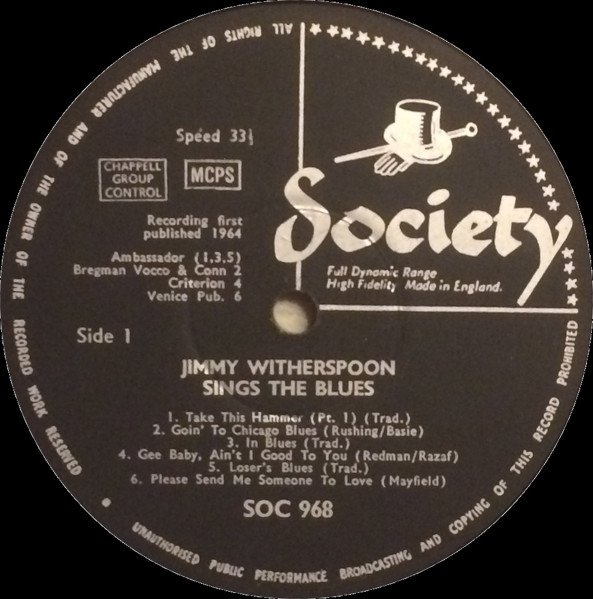 ALL RIGHTS OF THE MANUFACTURER AND OF THE OWNER OF THE RECORDED WORK RESERVED
Speed 33⅓
CHAPPELL
GROUP
CONTROL
MCPS
Society
Recording first
published 1964
Full Dynamic Range
High Fidelity Made in England.
Ambassador (1,3,5)
Bregman Vocco & Conn 2
Criterion 4
Venice Pub. 6
Side 1
JIMMY WITHERSPOON
SINGS THE BLUES
1. Take This Hammer (Pt. 1) (Trad.)
2. Goin' To Chicago Blues (Rushing/Basie)
3. In Blues (Trad.)
4. Gee Baby, Ain't I Good To You (Redman/Razaf)
5. Loser's Blues (Trad.)
6. Please Send Me Someone To Love (Mayfield)
SOC 968
UNAUTHORISED PUBLIC PERFORMANCE BROADCASTING AND COPYING OF THIS RECORD PROHIBITED